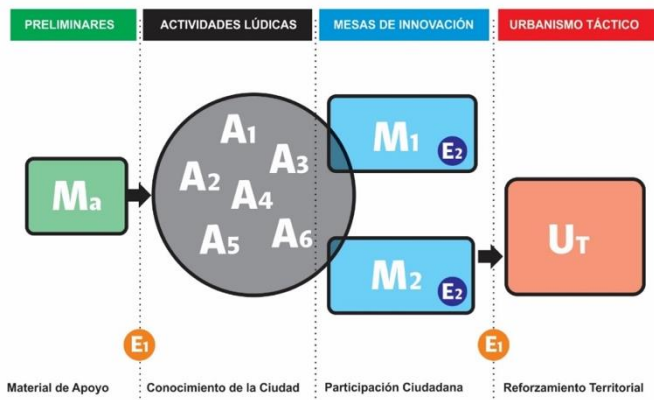 PRELIMINARES
ACTIVIDADES LÚDICAS
MESAS DE INNOVACIÓN
URBANISMO TÁCTICO
Ma
A1
A2
A3
A4
A5
A6
M1
E2
M2
E2
UT
E1
E1
Material de Apoyo
Conocimiento de la Ciudad
Participación Ciudadana
Reforzamiento Territorial